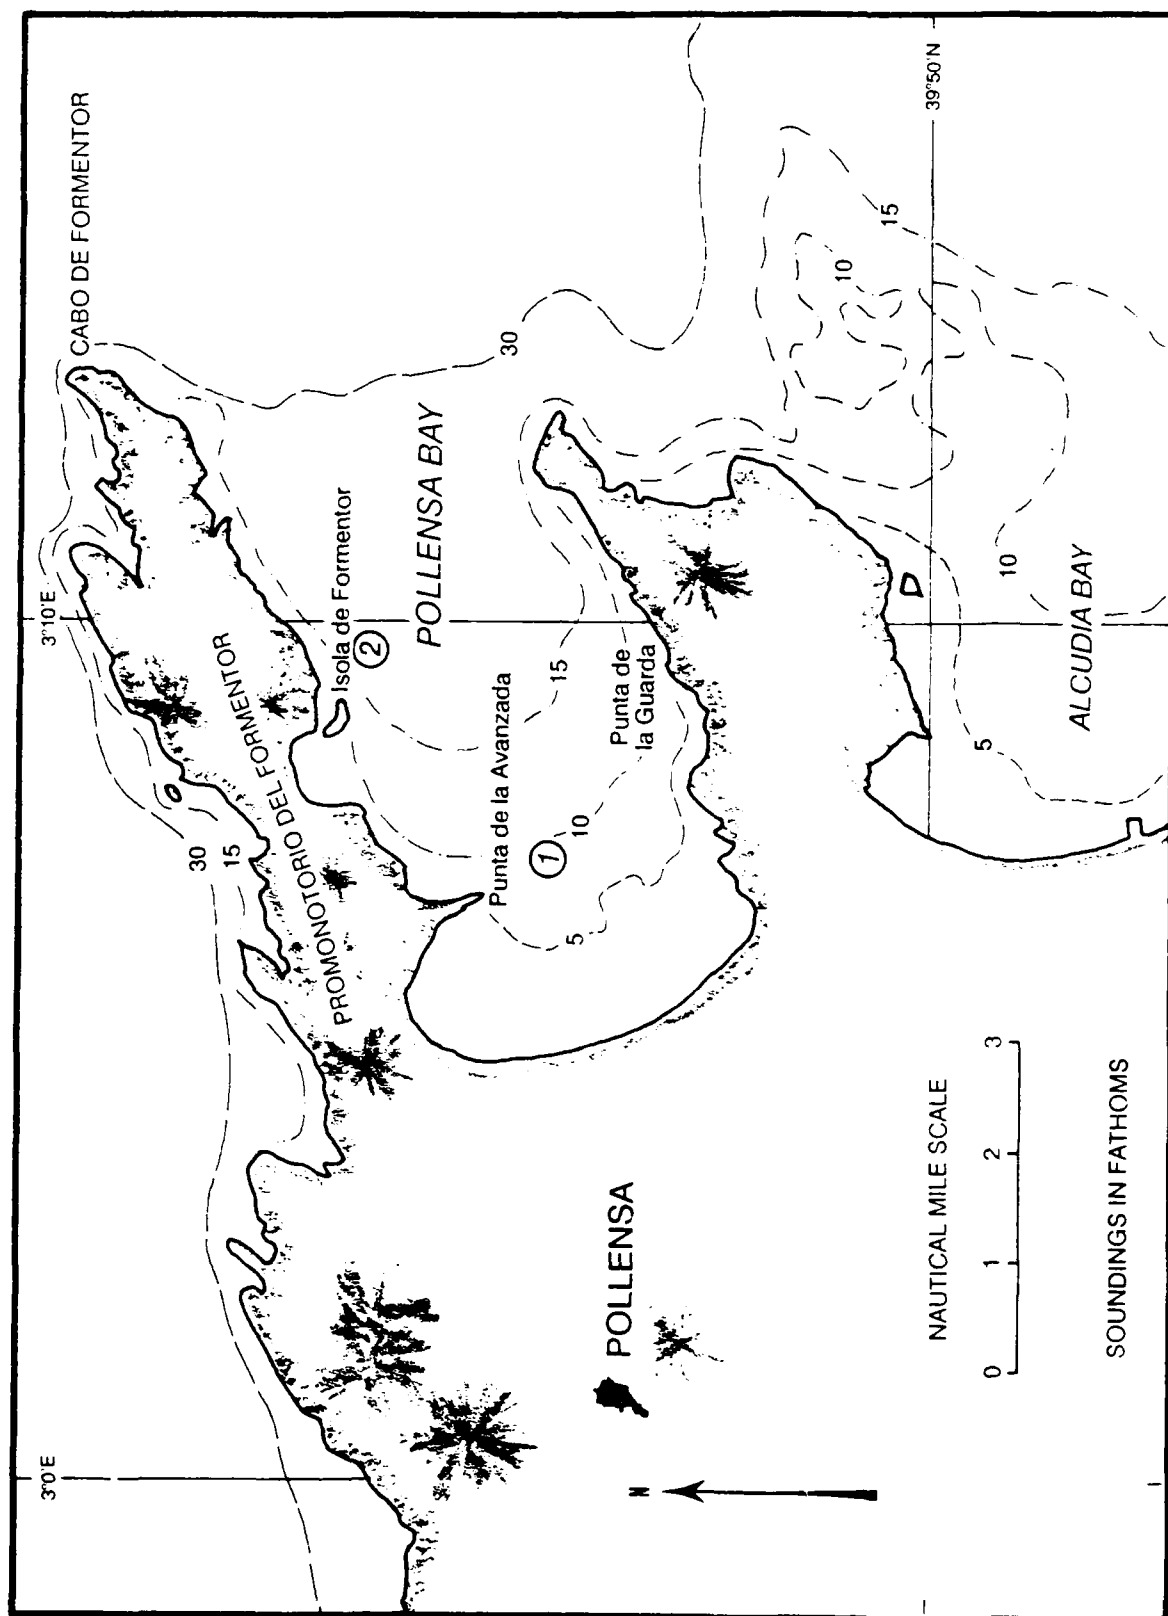 3°0'E
3°10'E
CABO DE FORMENTOR
30
15
PROMONOTORIO DEL FORMENTOR
Isola de Formentor
2
POLLENSA BAY
30
Punta de la Avanzada
1
10
15
5
Punta de
la Guarda
POLLENSA
N
10
15
39°50'N
10
5
ALCUDIA BAY
NAUTICAL MILE SCALE
0 1 2 3
SOUNDINGS IN FATHOMS